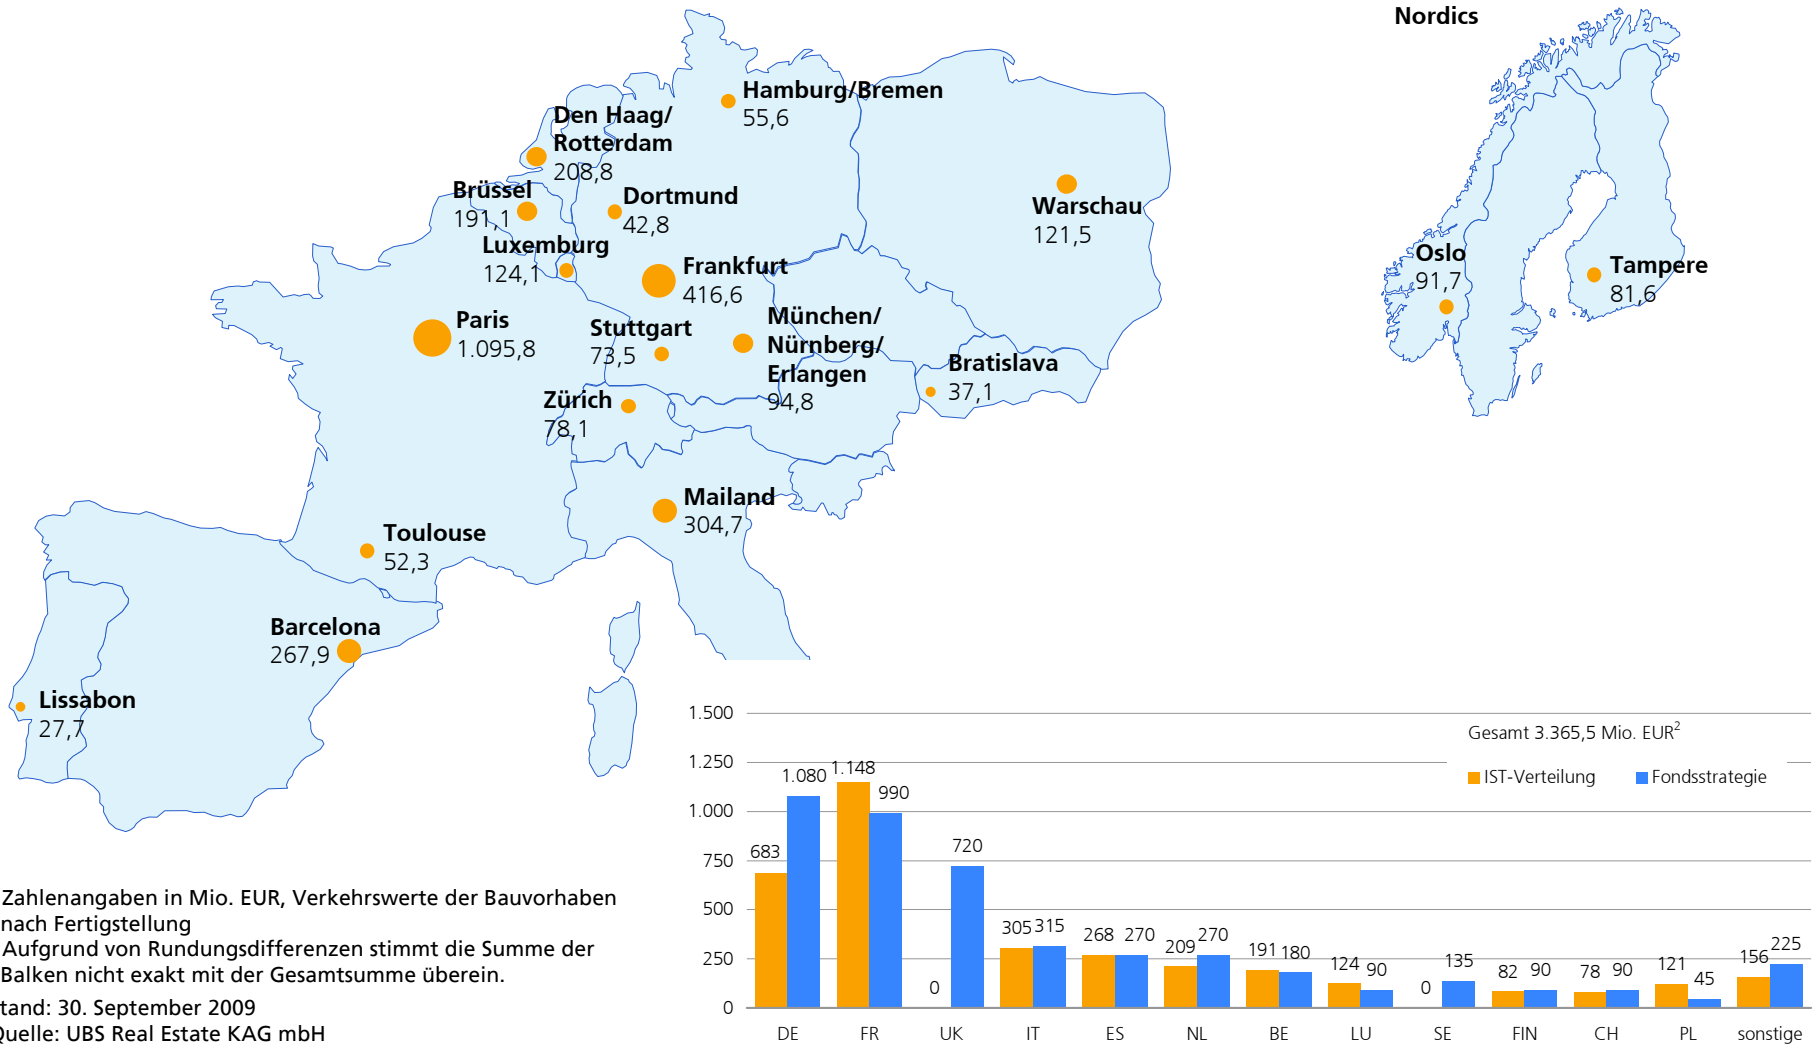 Nordics
Hamburg/Bremen
55,6
Den Haag/
Rotterdam
208,8
Brüssel
191,1
Dortmund
42,8
Warschau
121,5
Luxemburg
124,1
Frankfurt
416,6
Oslo
91,7
Tampere
81,6
Paris
1.095,8
Stuttgart
73,5
München/
Nürnberg/
Erlangen
94,8
Bratislava
37,1
Zürich
78,1
Mailand
304,7
Toulouse
52,3
Barcelona
267,9
Lissabon
27,7
Zahlenangaben in Mio. EUR, Verkehrswerte der Bauvorhaben
nach Fertigstellung
Aufgrund von Rundungsdifferenzen stimmt die Summe der
Balken nicht exakt mit der Gesamtsumme überein.
tand: 30. September 2009
Quelle: UBS Real Estate KAG mbH
Gesamt 3.365,5 Mio. EUR2
IST-Verteilung Fondsstrategie
1.500
1.250
1.000
750
500
250
0
683 1.080 1.148 990 0 720 305 315 268 270 209 270 191 180 124 90 0 135 82 90 78 90 121 45 156 225
DE FR UK IT ES NL BE LU SE FIN CH PL sonstige